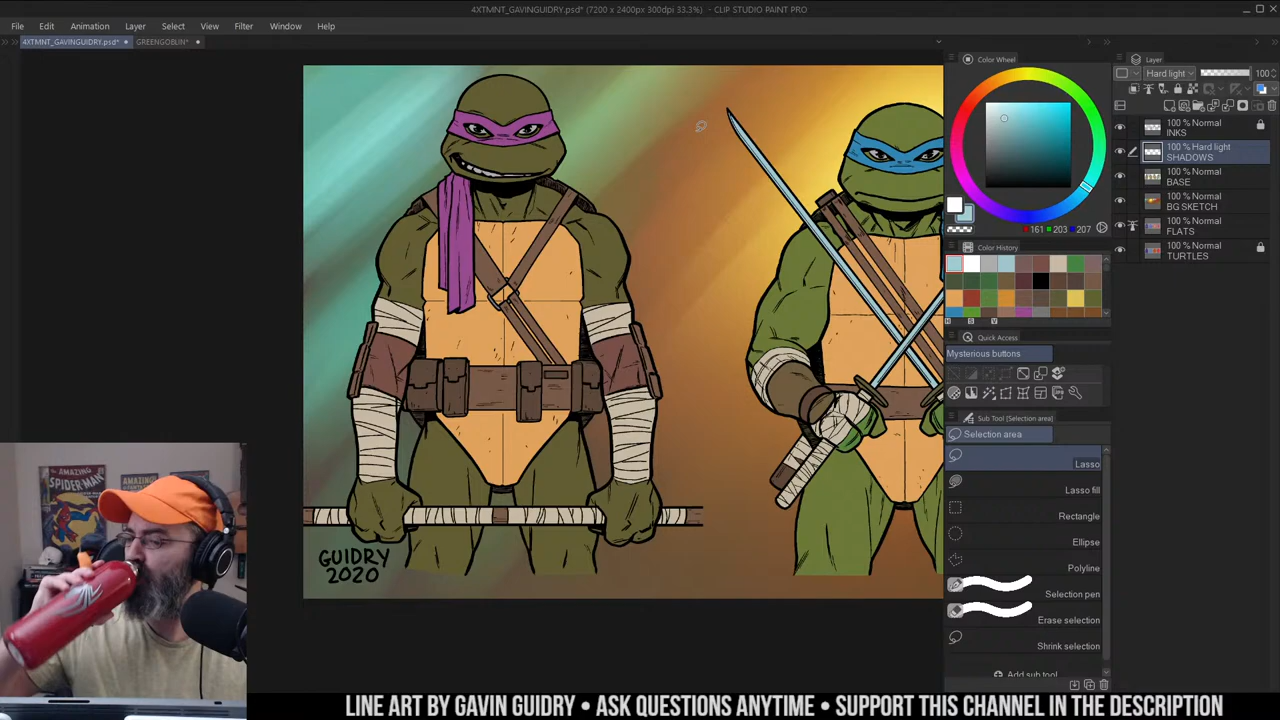 4XTMNT_GAVINGUIDRY.psd* (7200 x 2400px 300dpi 33.3%) - CLIP STUDIO PAINT PRO
File Edit Animation Layer Select View Filter Window Help
4XTMNT_GAVINGUIDRY.psd* GREENGOBLIN*
Color Wheel
161 203 207
Color History
H S V
Quick Access
Mysterious buttons
Sub Tool [Selection area]
Selection area
Lasso
Lasso fill
Rectangle
Ellipse
Polyline
Selection pen
Erase selection
Shrink selection
Add sub tool
Layer
Hard light 100
100 % Normal
INKS
100 % Hard light
SHADOWS
100 % Normal
BASE
100 % Normal
BG SKETCH
100 % Normal
FLATS
100 % Normal
TURTLES
GUIDRY
2020
AMAZING
SPIDER-MAN
AMAZING
LINE ART BY GAVIN GUIDRY • ASK QUESTIONS ANYTIME • SUPPORT THIS CHANNEL IN THE DESCRIPTION